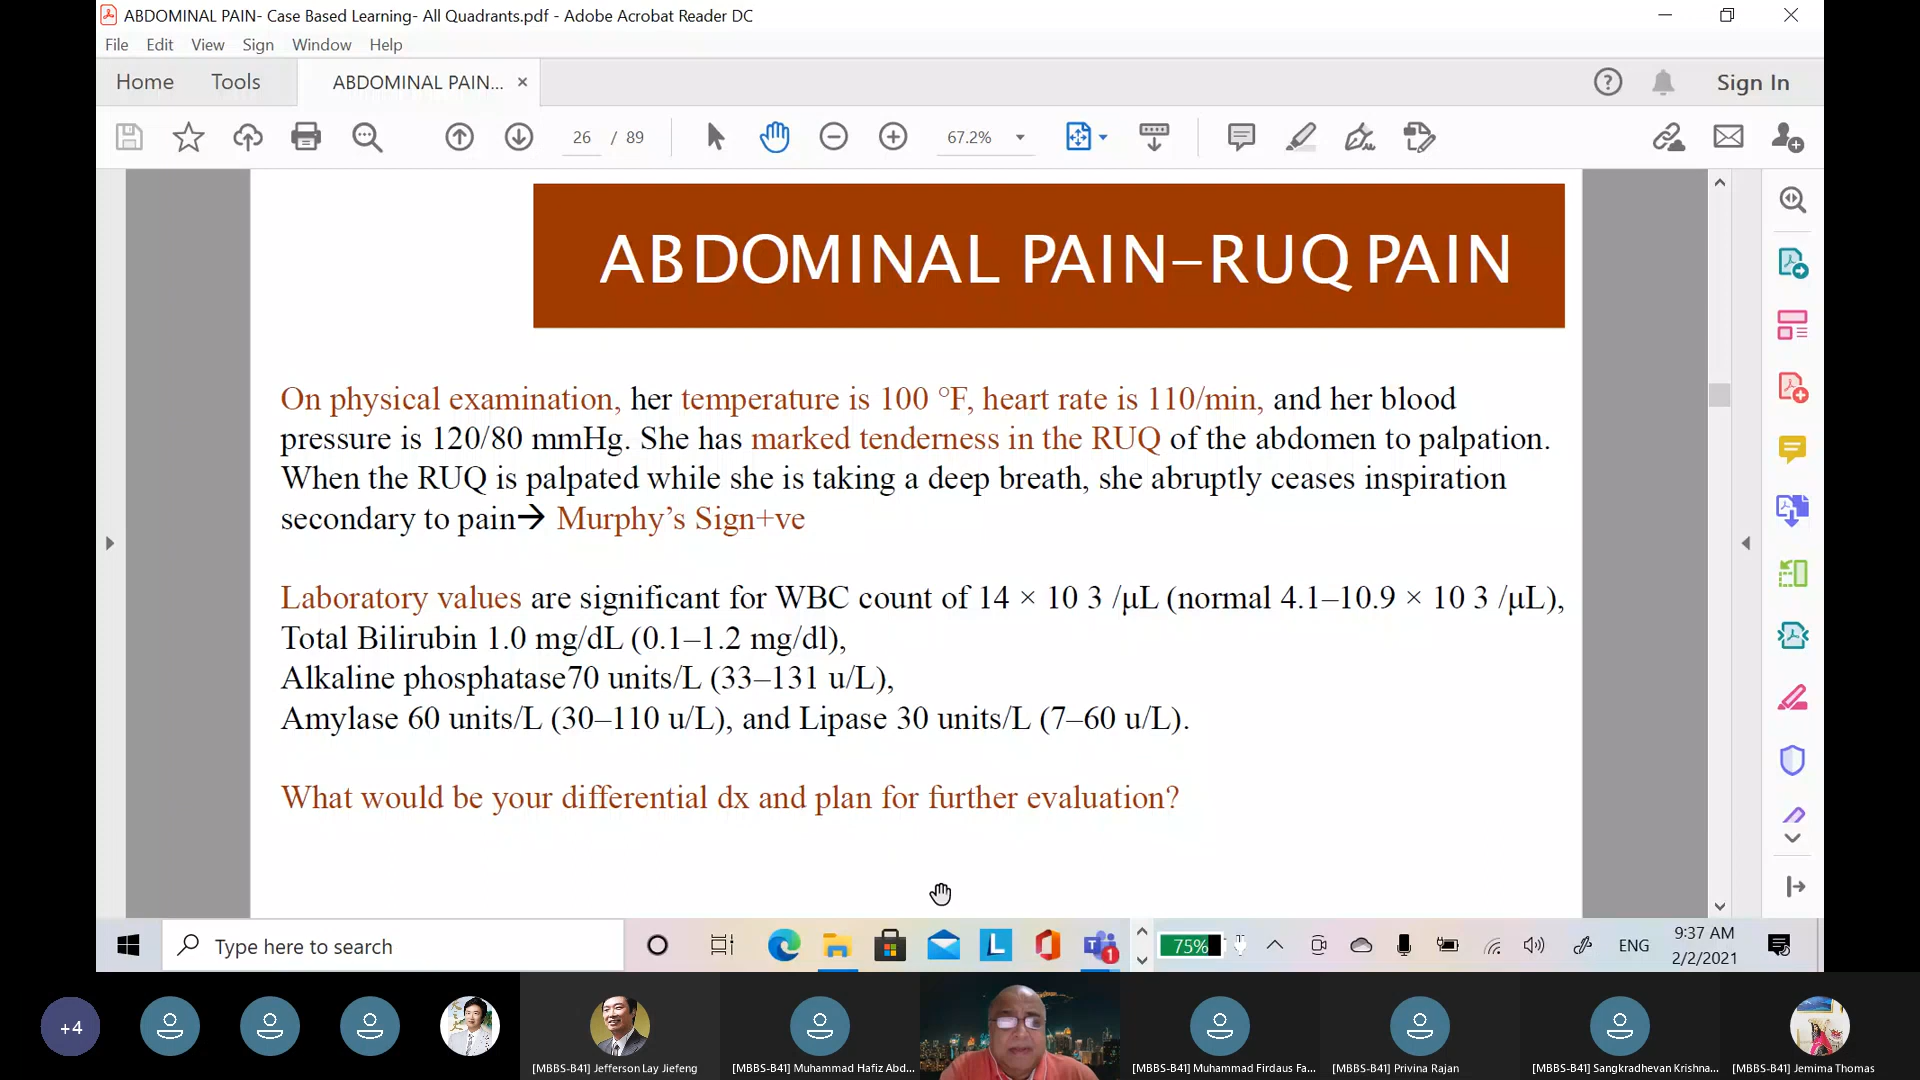 ABDOMINAL PAIN- Case Based Learning- All Quadrants.pdf - Adobe Acrobat Reader DC
File Edit View Sign Window Help
Home Tools ABDOMINAL PAIN... × Sign In
26 / 89 67.2%
ABDOMINAL PAIN–RUQ PAIN
On physical examination, her temperature is 100 °F, heart rate is 110/min, and her blood
pressure is 120/80 mmHg. She has marked tenderness in the RUQ of the abdomen to palpation.
When the RUQ is palpated while she is taking a deep breath, she abruptly ceases inspiration
secondary to pain→ Murphy’s Sign+ve
Laboratory values are significant for WBC count of 14 × 10 3 /μL (normal 4.1–10.9 × 10 3 /μL),
Total Bilirubin 1.0 mg/dL (0.1–1.2 mg/dl),
Alkaline phosphatase70 units/L (33–131 u/L),
Amylase 60 units/L (30–110 u/L), and Lipase 30 units/L (7–60 u/L).
What would be your differential dx and plan for further evaluation?
Type here to search L 1 75% ENG 9:37 AM
2/2/2021
+4
[MBBS-B41] Jefferson Lay Jiefeng [MBBS-B41] Muhammad Hafiz Abd... [MBBS-B41] Muhammad Firdaus Fa... [MBBS-B41] Privina Rajan [MBBS-B41] Sangkradhevan Krishna... [MBBS-B41] Jemima Thomas